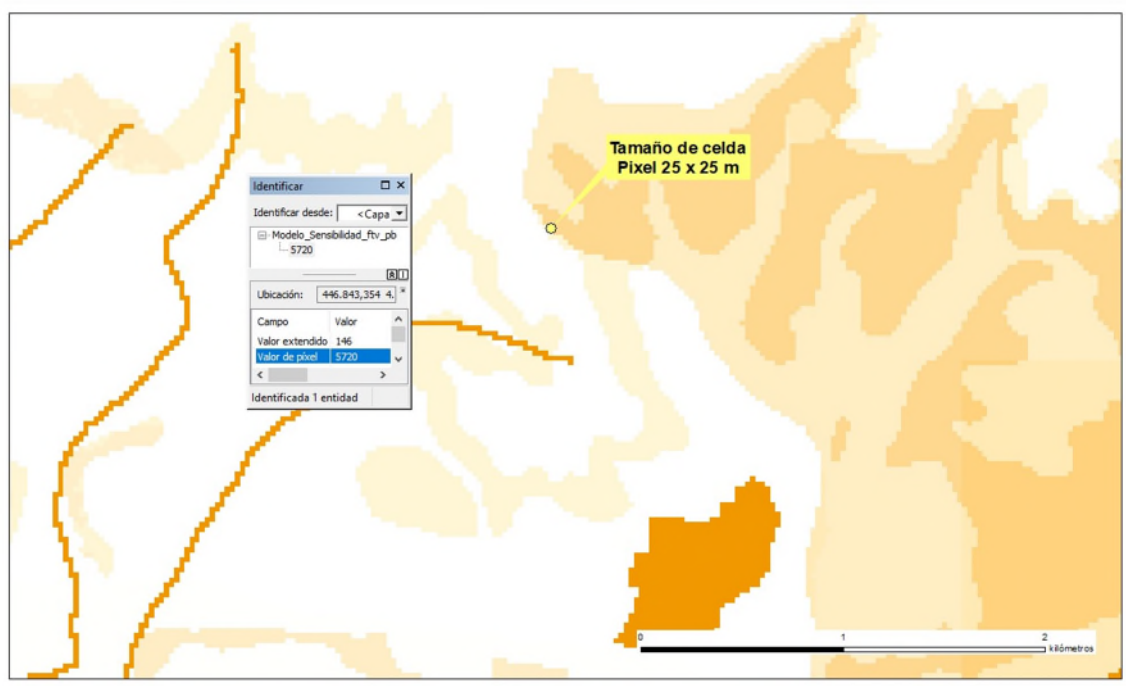 Tamaño de celda
Pixel 25 x 25 m
Identificar
Identificar desde: <Capa
Modelo_Sensibilidad_ftv_pb
5720
Ubicación: 446.843,354 4.
Campo Valor
Valor extendido 146
Valor de píxel 5720
Identificada 1 entidad
0 1 2
kilómetros